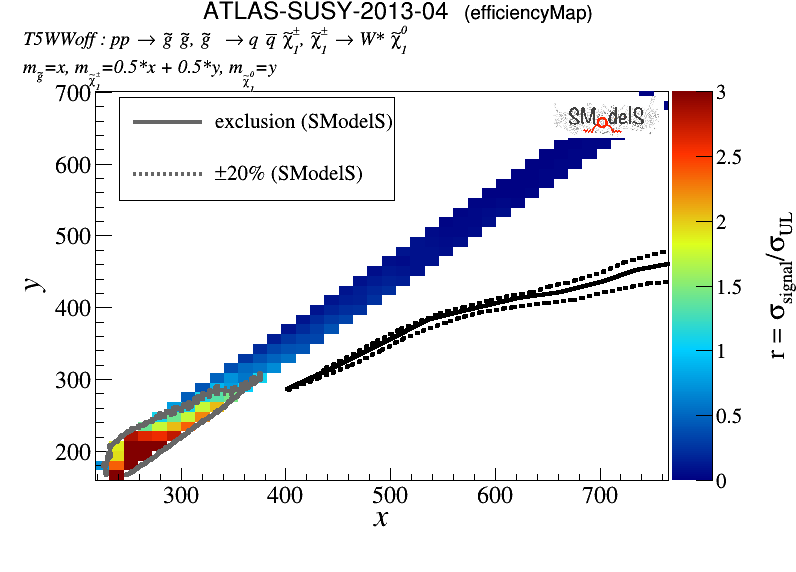 ATLAS-SUSY-2013-04 (efficiencyMap)
T5WWoff : pp → g̃ g̃, g̃ → q q̅ χ̃₁±, χ̃₁± → W* χ̃₁⁰
m_g̃=x, m_χ̃₁±=0.5*x + 0.5*y, m_χ̃₁⁰=y
exclusion (SModelS)
±20% (SModelS)
SModelS
700
600
500
400
300
200
y
300 400 500 600 700
x
3
2.5
2
1.5
1
0.5
0
r = σ_signal/σ_UL